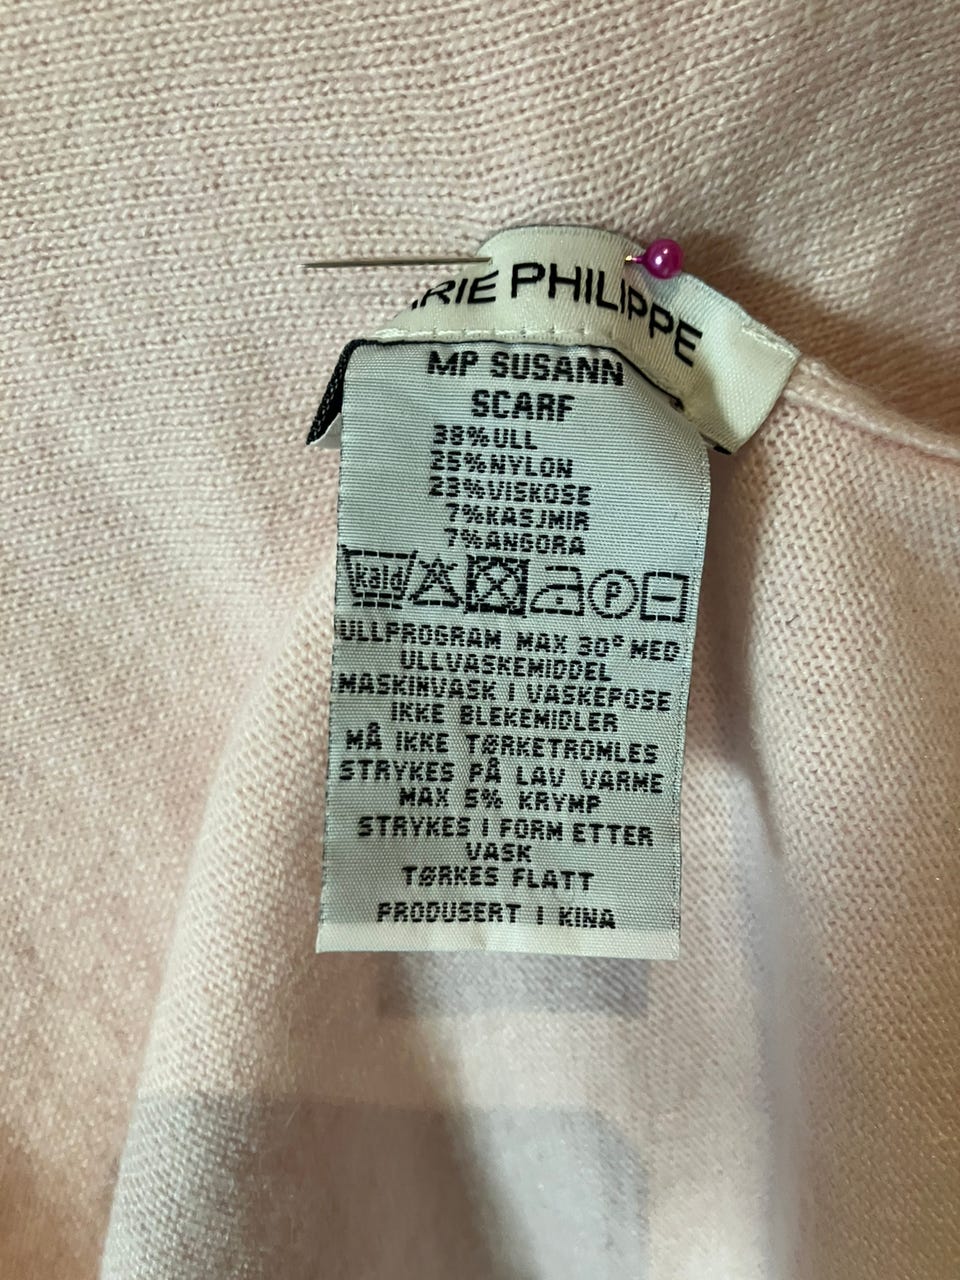 ARIE PHILIPPE
MP SUSANN
SCARF
38% ULL
25% NYLON
23% VISKOSE
7% KASJMIR
7% ANGORA
kald P
ULLPROGRAM MAX 30° MED
ULLVASKEMIDDEL
MASKINVASK I VASKEPOSE
IKKE BLEKEMIDLER
MÅ IKKE TØRKETROMLES
STRYKES PÅ LAV VARME
MAX 5% KRYMP
STRYKES I FORM ETTER
VASK
TØRKES FLATT
PRODUSERT I KINA